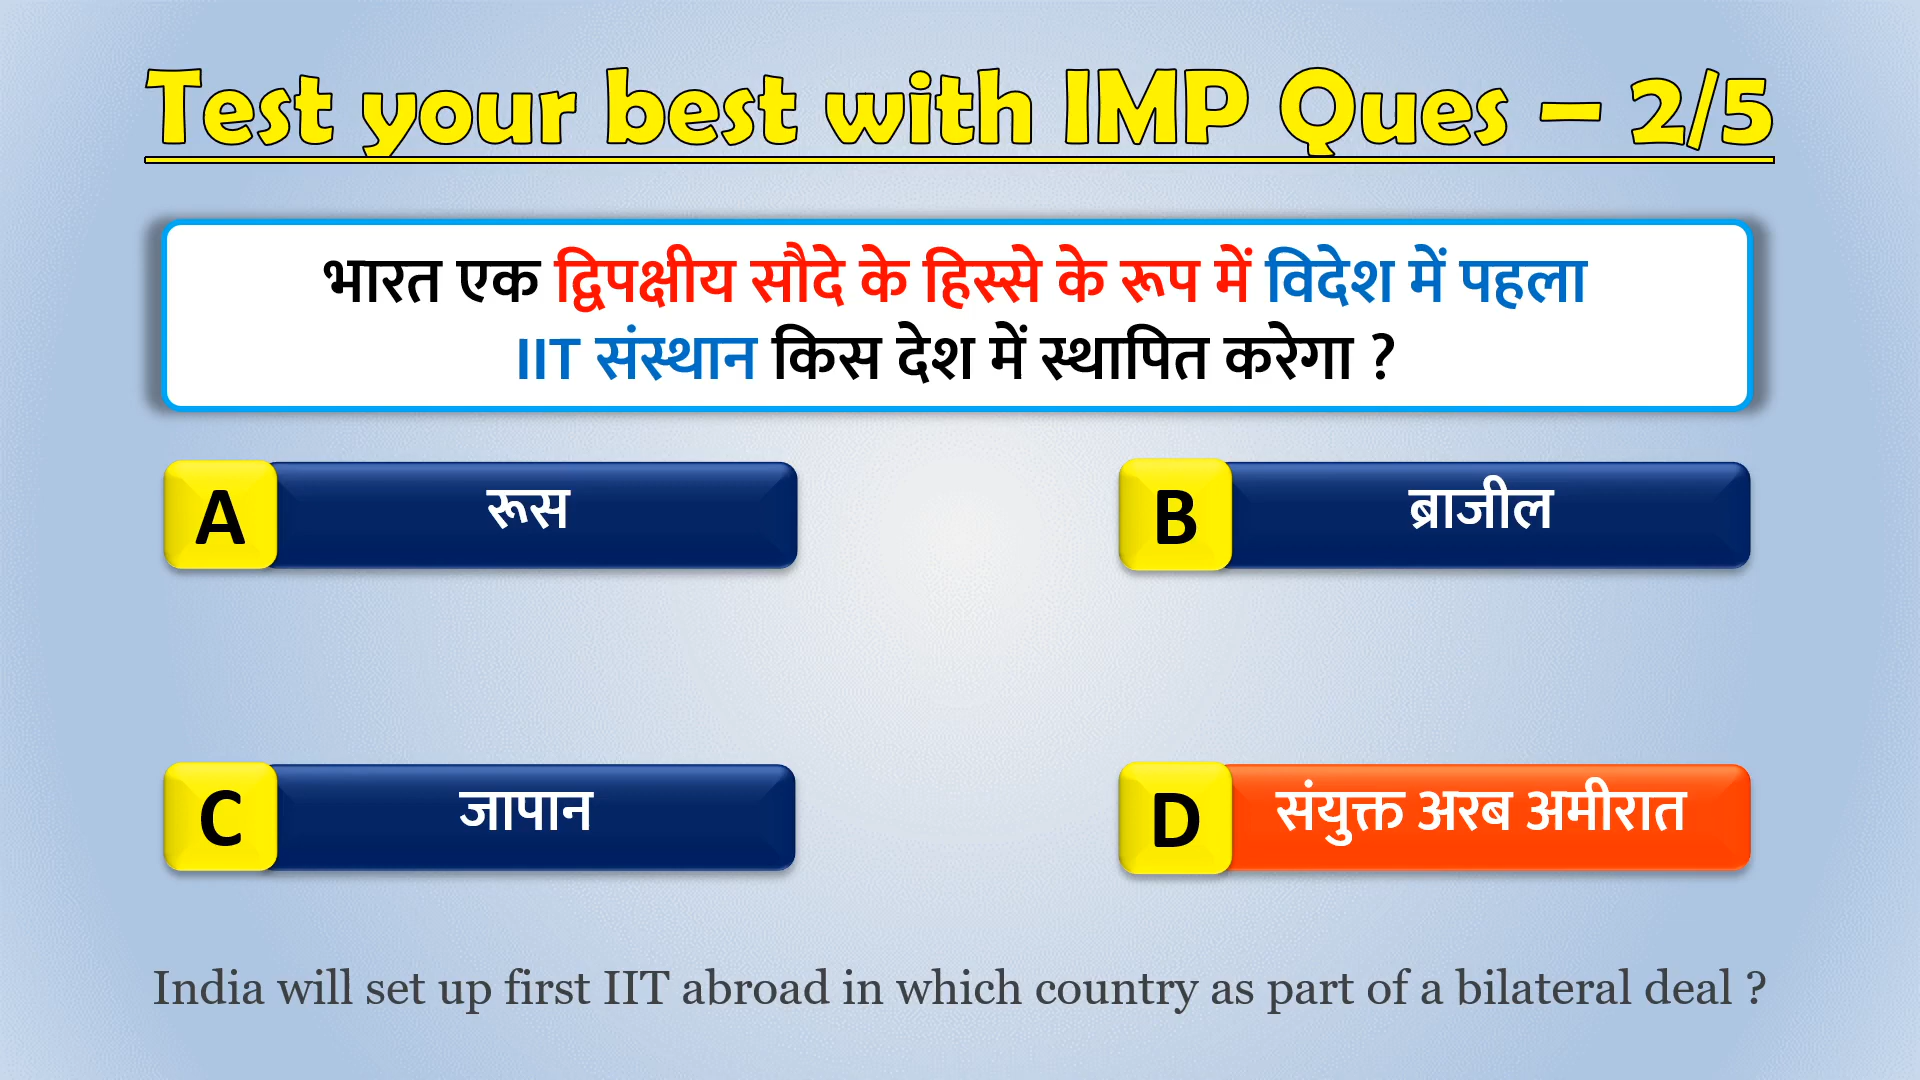 Test your best with IMP Ques – 2/5
भारत एक द्विपक्षीय सौदे के हिस्से के रूप में विदेश में पहला
IIT संस्थान किस देश में स्थापित करेगा ?
A रूस
B ब्राजील
C जापान
D संयुक्त अरब अमीरात
India will set up first IIT abroad in which country as part of a bilateral deal ?